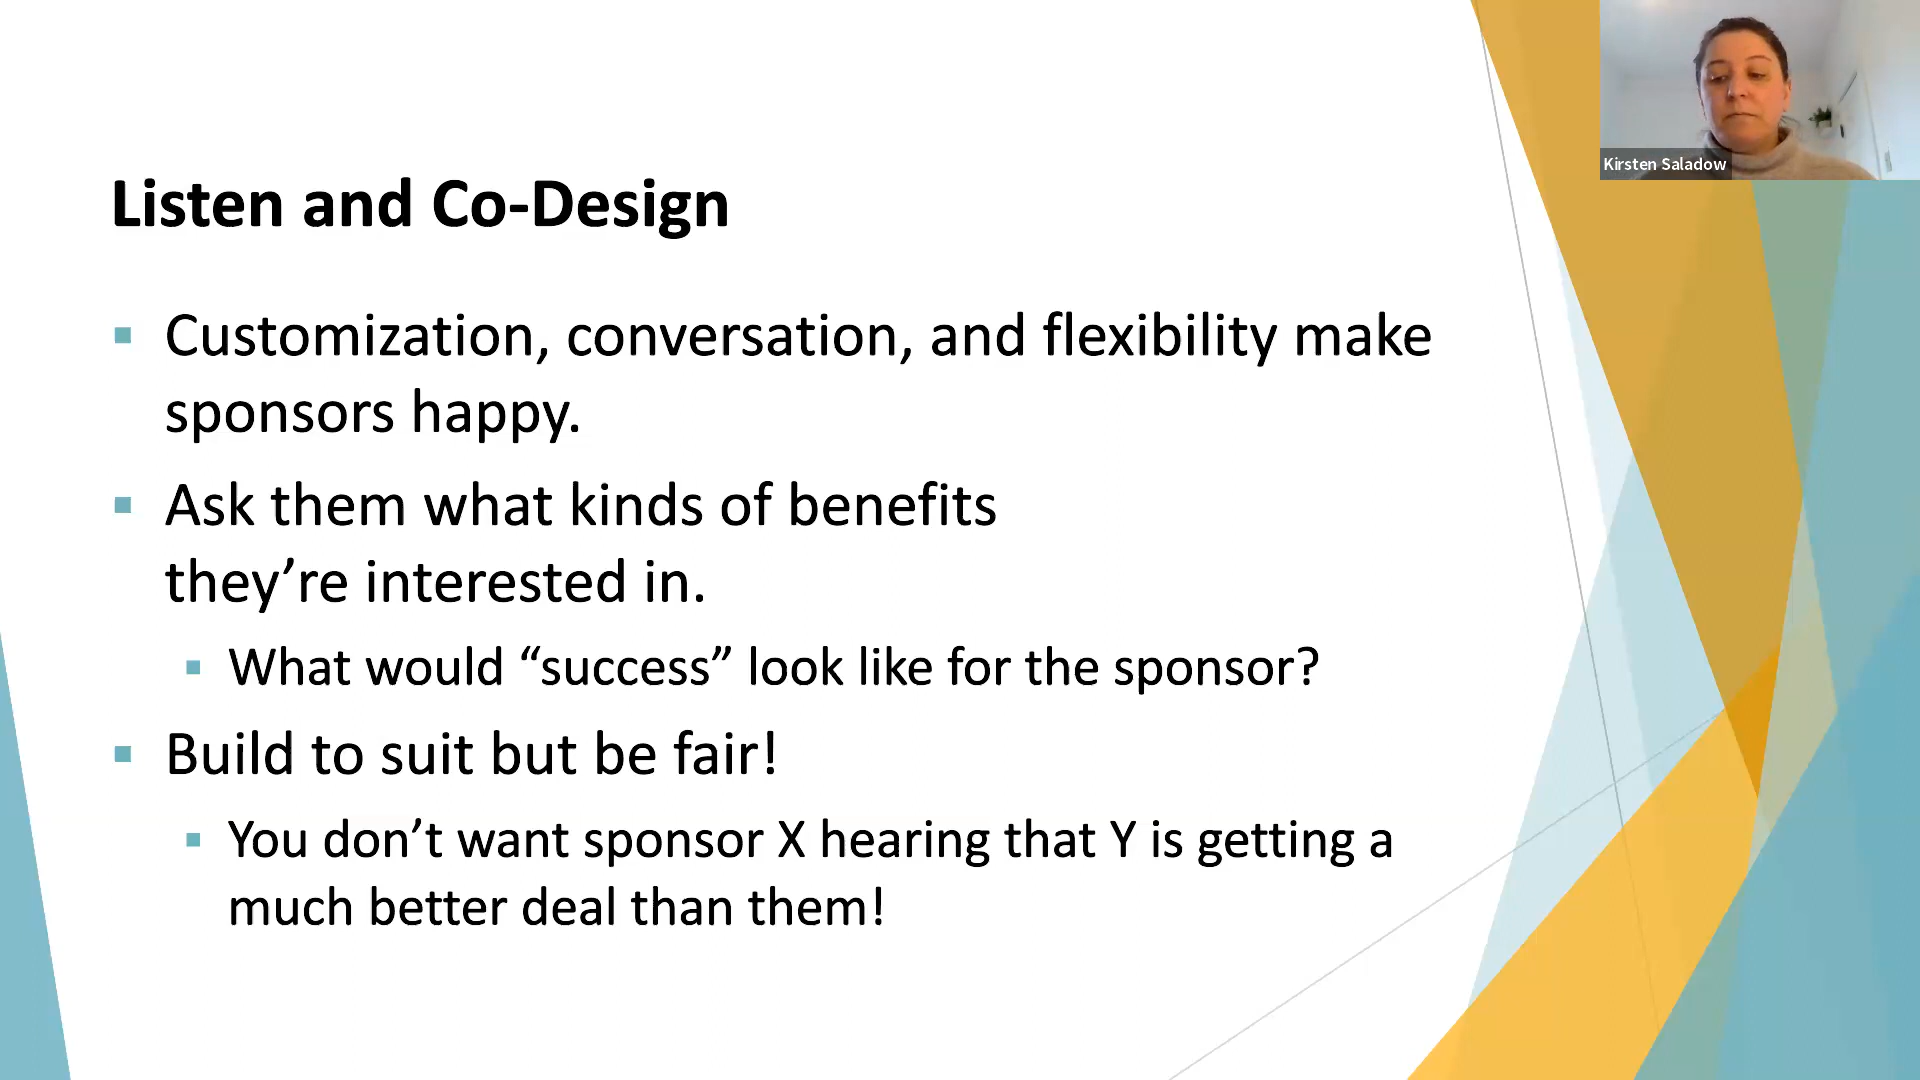 Kirsten Saladow
Listen and Co-Design
Customization, conversation, and flexibility make
sponsors happy.
Ask them what kinds of benefits
they’re interested in.
What would “success” look like for the sponsor?
Build to suit but be fair!
You don’t want sponsor X hearing that Y is getting a
much better deal than them!